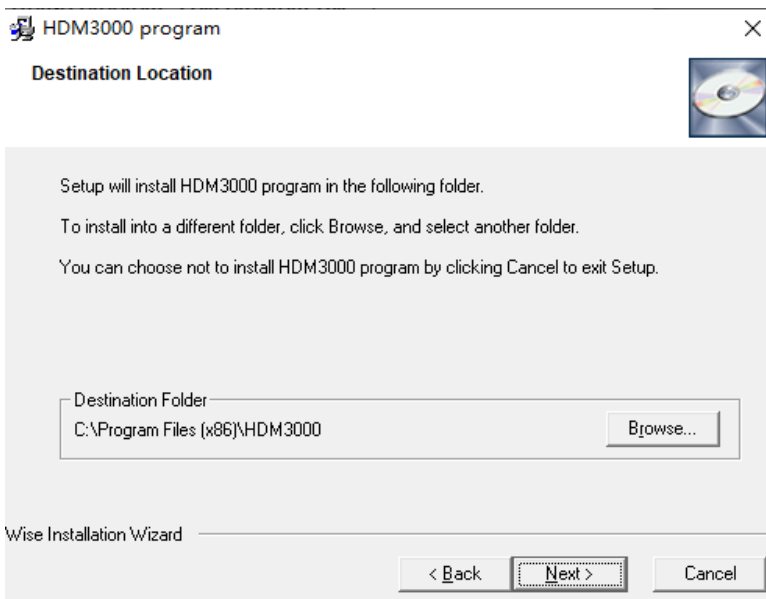 HDM3000 program
Destination Location
Setup will install HDM3000 program in the following folder.
To install into a different folder, click Browse, and select another folder.
You can choose not to install HDM3000 program by clicking Cancel to exit Setup.
Destination Folder
C:\Program Files (x86)\HDM3000
Browse...
Wise Installation Wizard
< Back Next > Cancel